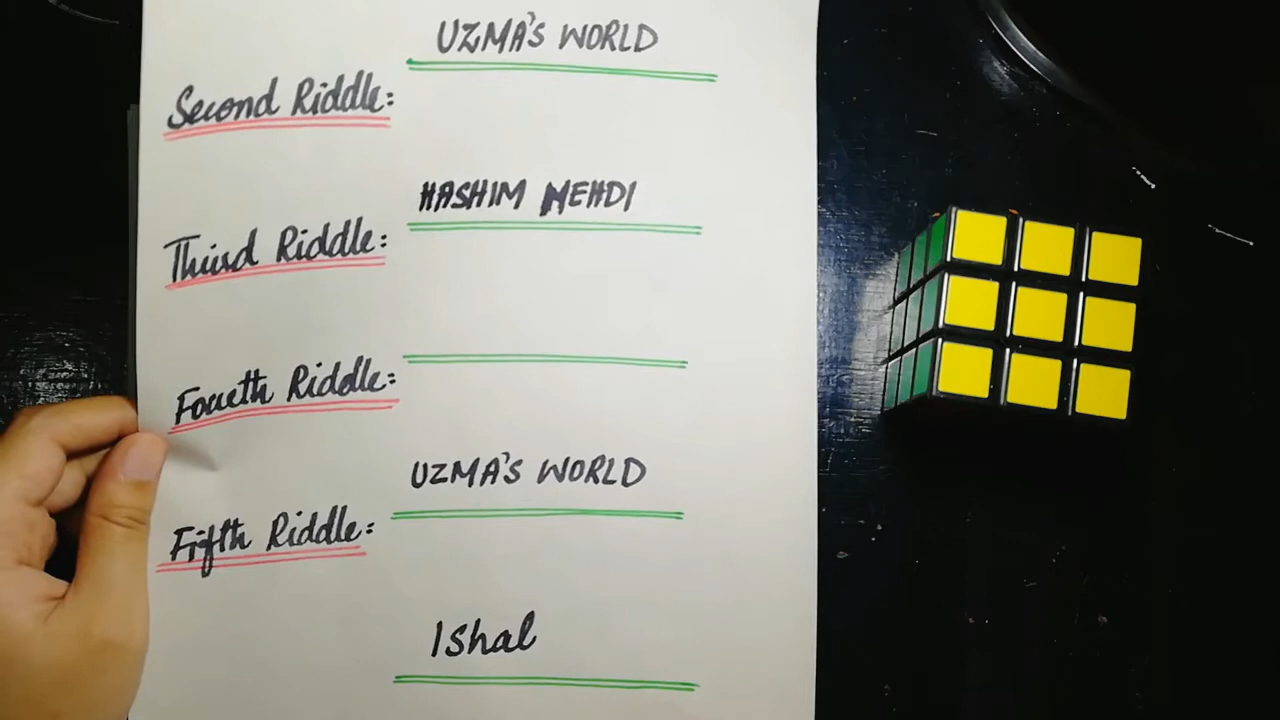 UZMA'S WORLD
Second Riddle:
HASHIM MEHDI
Third Riddle:
Fourth Riddle:
UZMA'S WORLD
Fifth Riddle:
Ishal